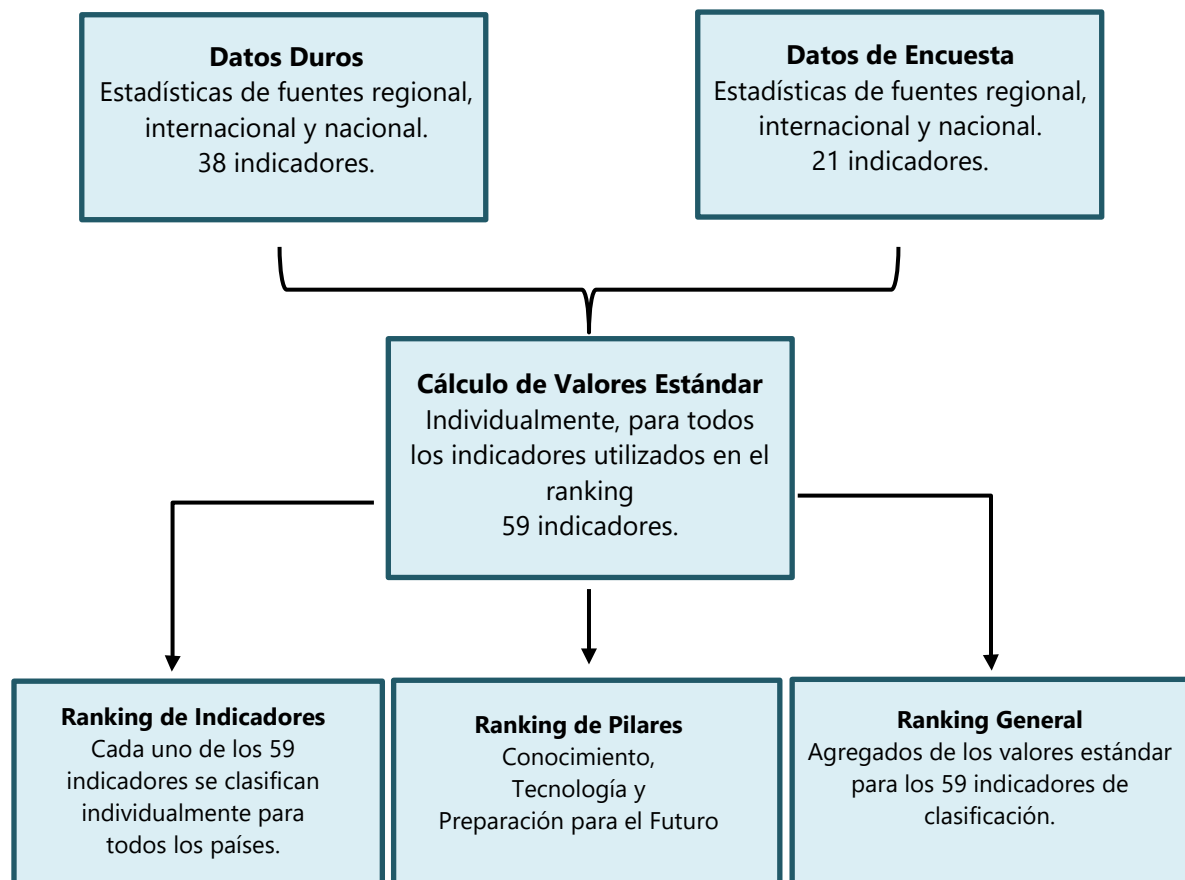 Datos Duros
Estadísticas de fuentes regional,
internacional y nacional.
38 indicadores.
Datos de Encuesta
Estadísticas de fuentes regional,
internacional y nacional.
21 indicadores.
Cálculo de Valores Estándar
Individualmente, para todos
los indicadores utilizados en el
ranking
59 indicadores.
Ranking de Indicadores
Cada uno de los 59
indicadores se clasifican
individualmente para
todos los países.
Ranking de Pilares
Conocimiento,
Tecnología y
Preparación para el Futuro
Ranking General
Agregados de los valores estándar
para los 59 indicadores de
clasificación.